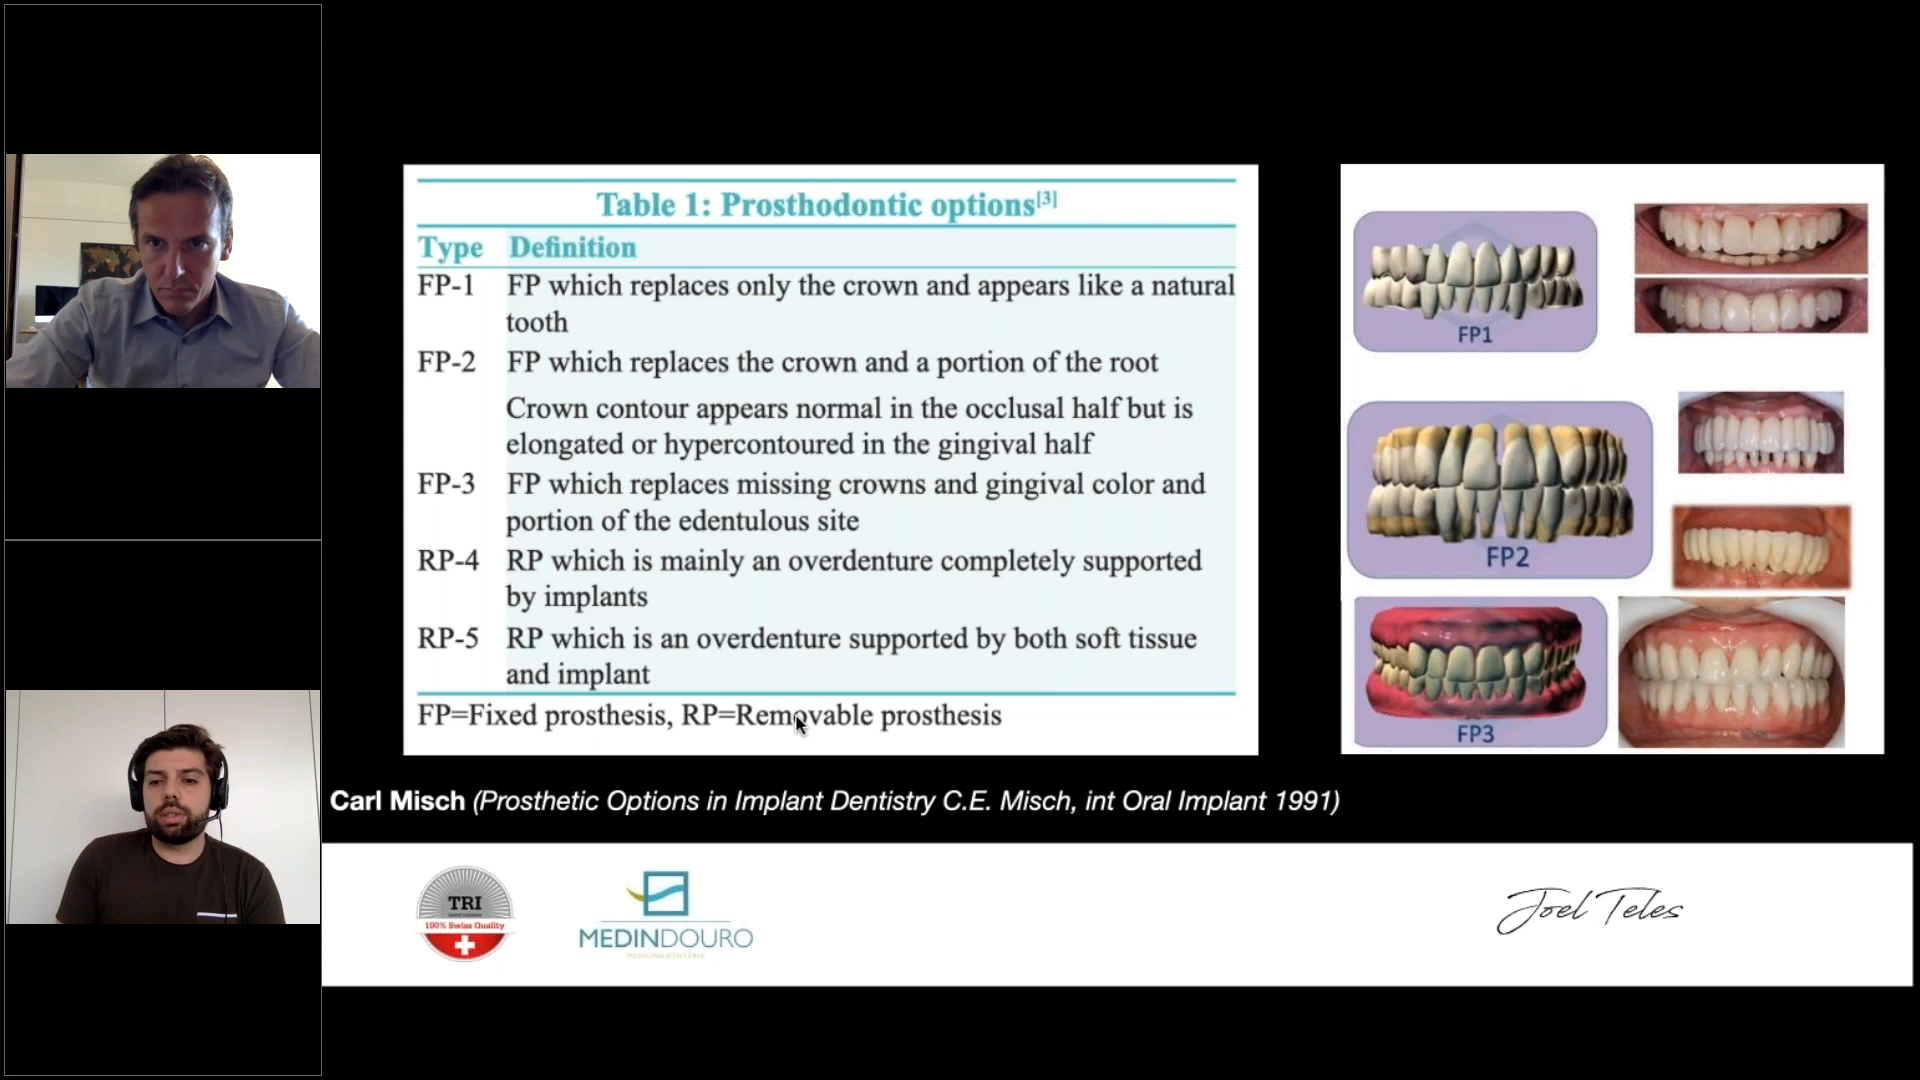 Table 1: Prosthodontic options[3]
Type Definition
FP-1 FP which replaces only the crown and appears like a natural
tooth
FP-2 FP which replaces the crown and a portion of the root
Crown contour appears normal in the occlusal half but is
elongated or hypercontoured in the gingival half
FP-3 FP which replaces missing crowns and gingival color and
portion of the edentulous site
RP-4 RP which is mainly an overdenture completely supported
by implants
RP-5 RP which is an overdenture supported by both soft tissue
and implant
FP=Fixed prosthesis, RP=Removable prosthesis
FP1
FP2
FP3
Carl Misch (Prosthetic Options in Implant Dentistry C.E. Misch, int Oral Implant 1991)
TRI
100% Swiss Quality
MEDINDOURO
Joel Teles